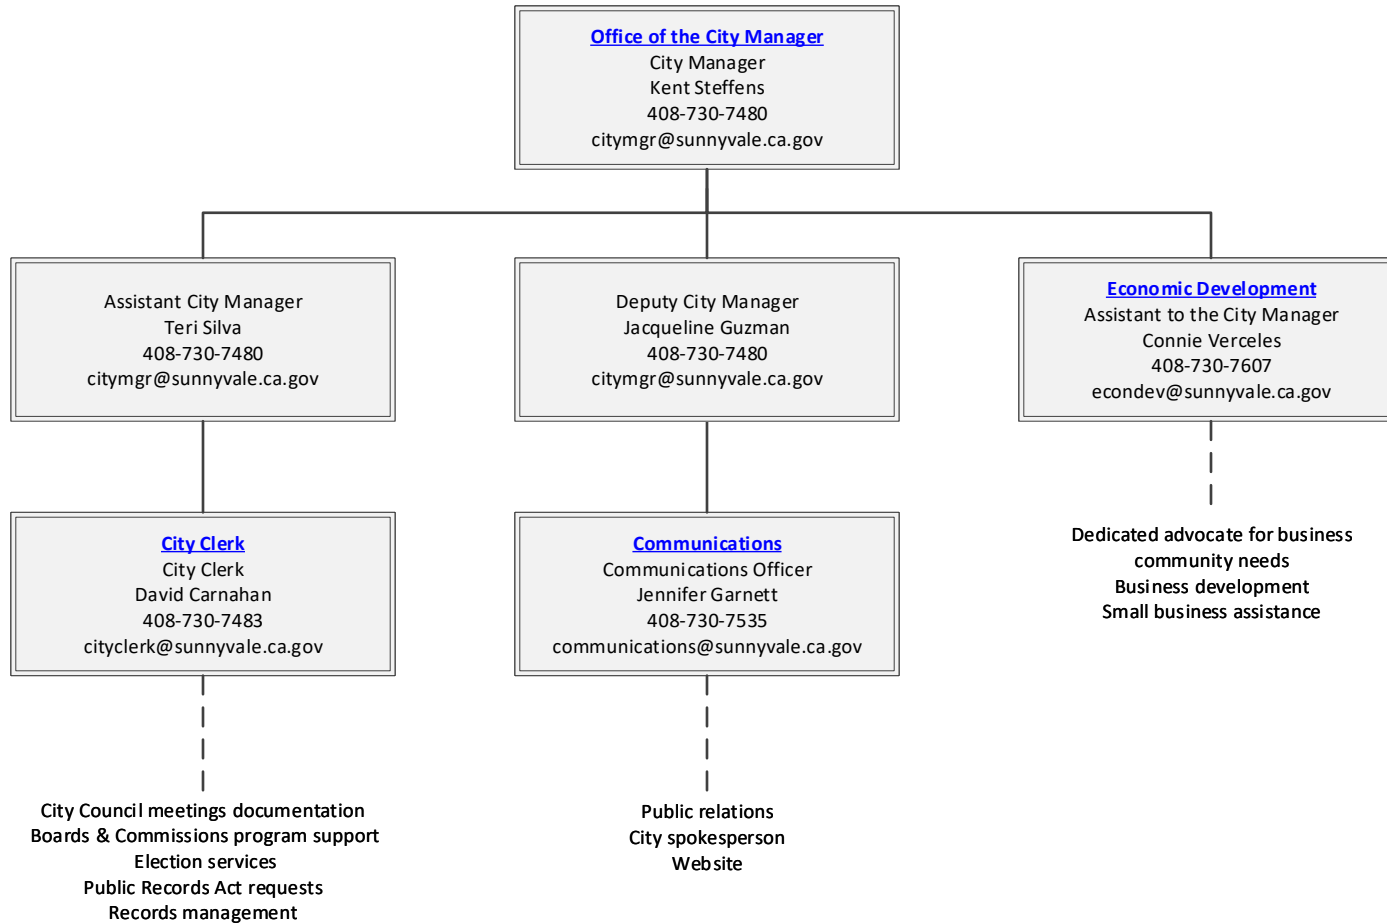 Office of the City Manager
City Manager
Kent Steffens
408-730-7480
citymgr@sunnyvale.ca.gov
Assistant City Manager
Teri Silva
408-730-7480
citymgr@sunnyvale.ca.gov
Deputy City Manager
Jacqueline Guzman
408-730-7480
citymgr@sunnyvale.ca.gov
Economic Development
Assistant to the City Manager
Connie Verceles
408-730-7607
econdev@sunnyvale.ca.gov
City Clerk
City Clerk
David Carnahan
408-730-7483
cityclerk@sunnyvale.ca.gov
Communications
Communications Officer
Jennifer Garnett
408-730-7535
communications@sunnyvale.ca.gov
Dedicated advocate for business
community needs
Business development
Small business assistance
City Council meetings documentation
Boards & Commissions program support
Election services
Public Records Act requests
Records management
Public relations
City spokesperson
Website